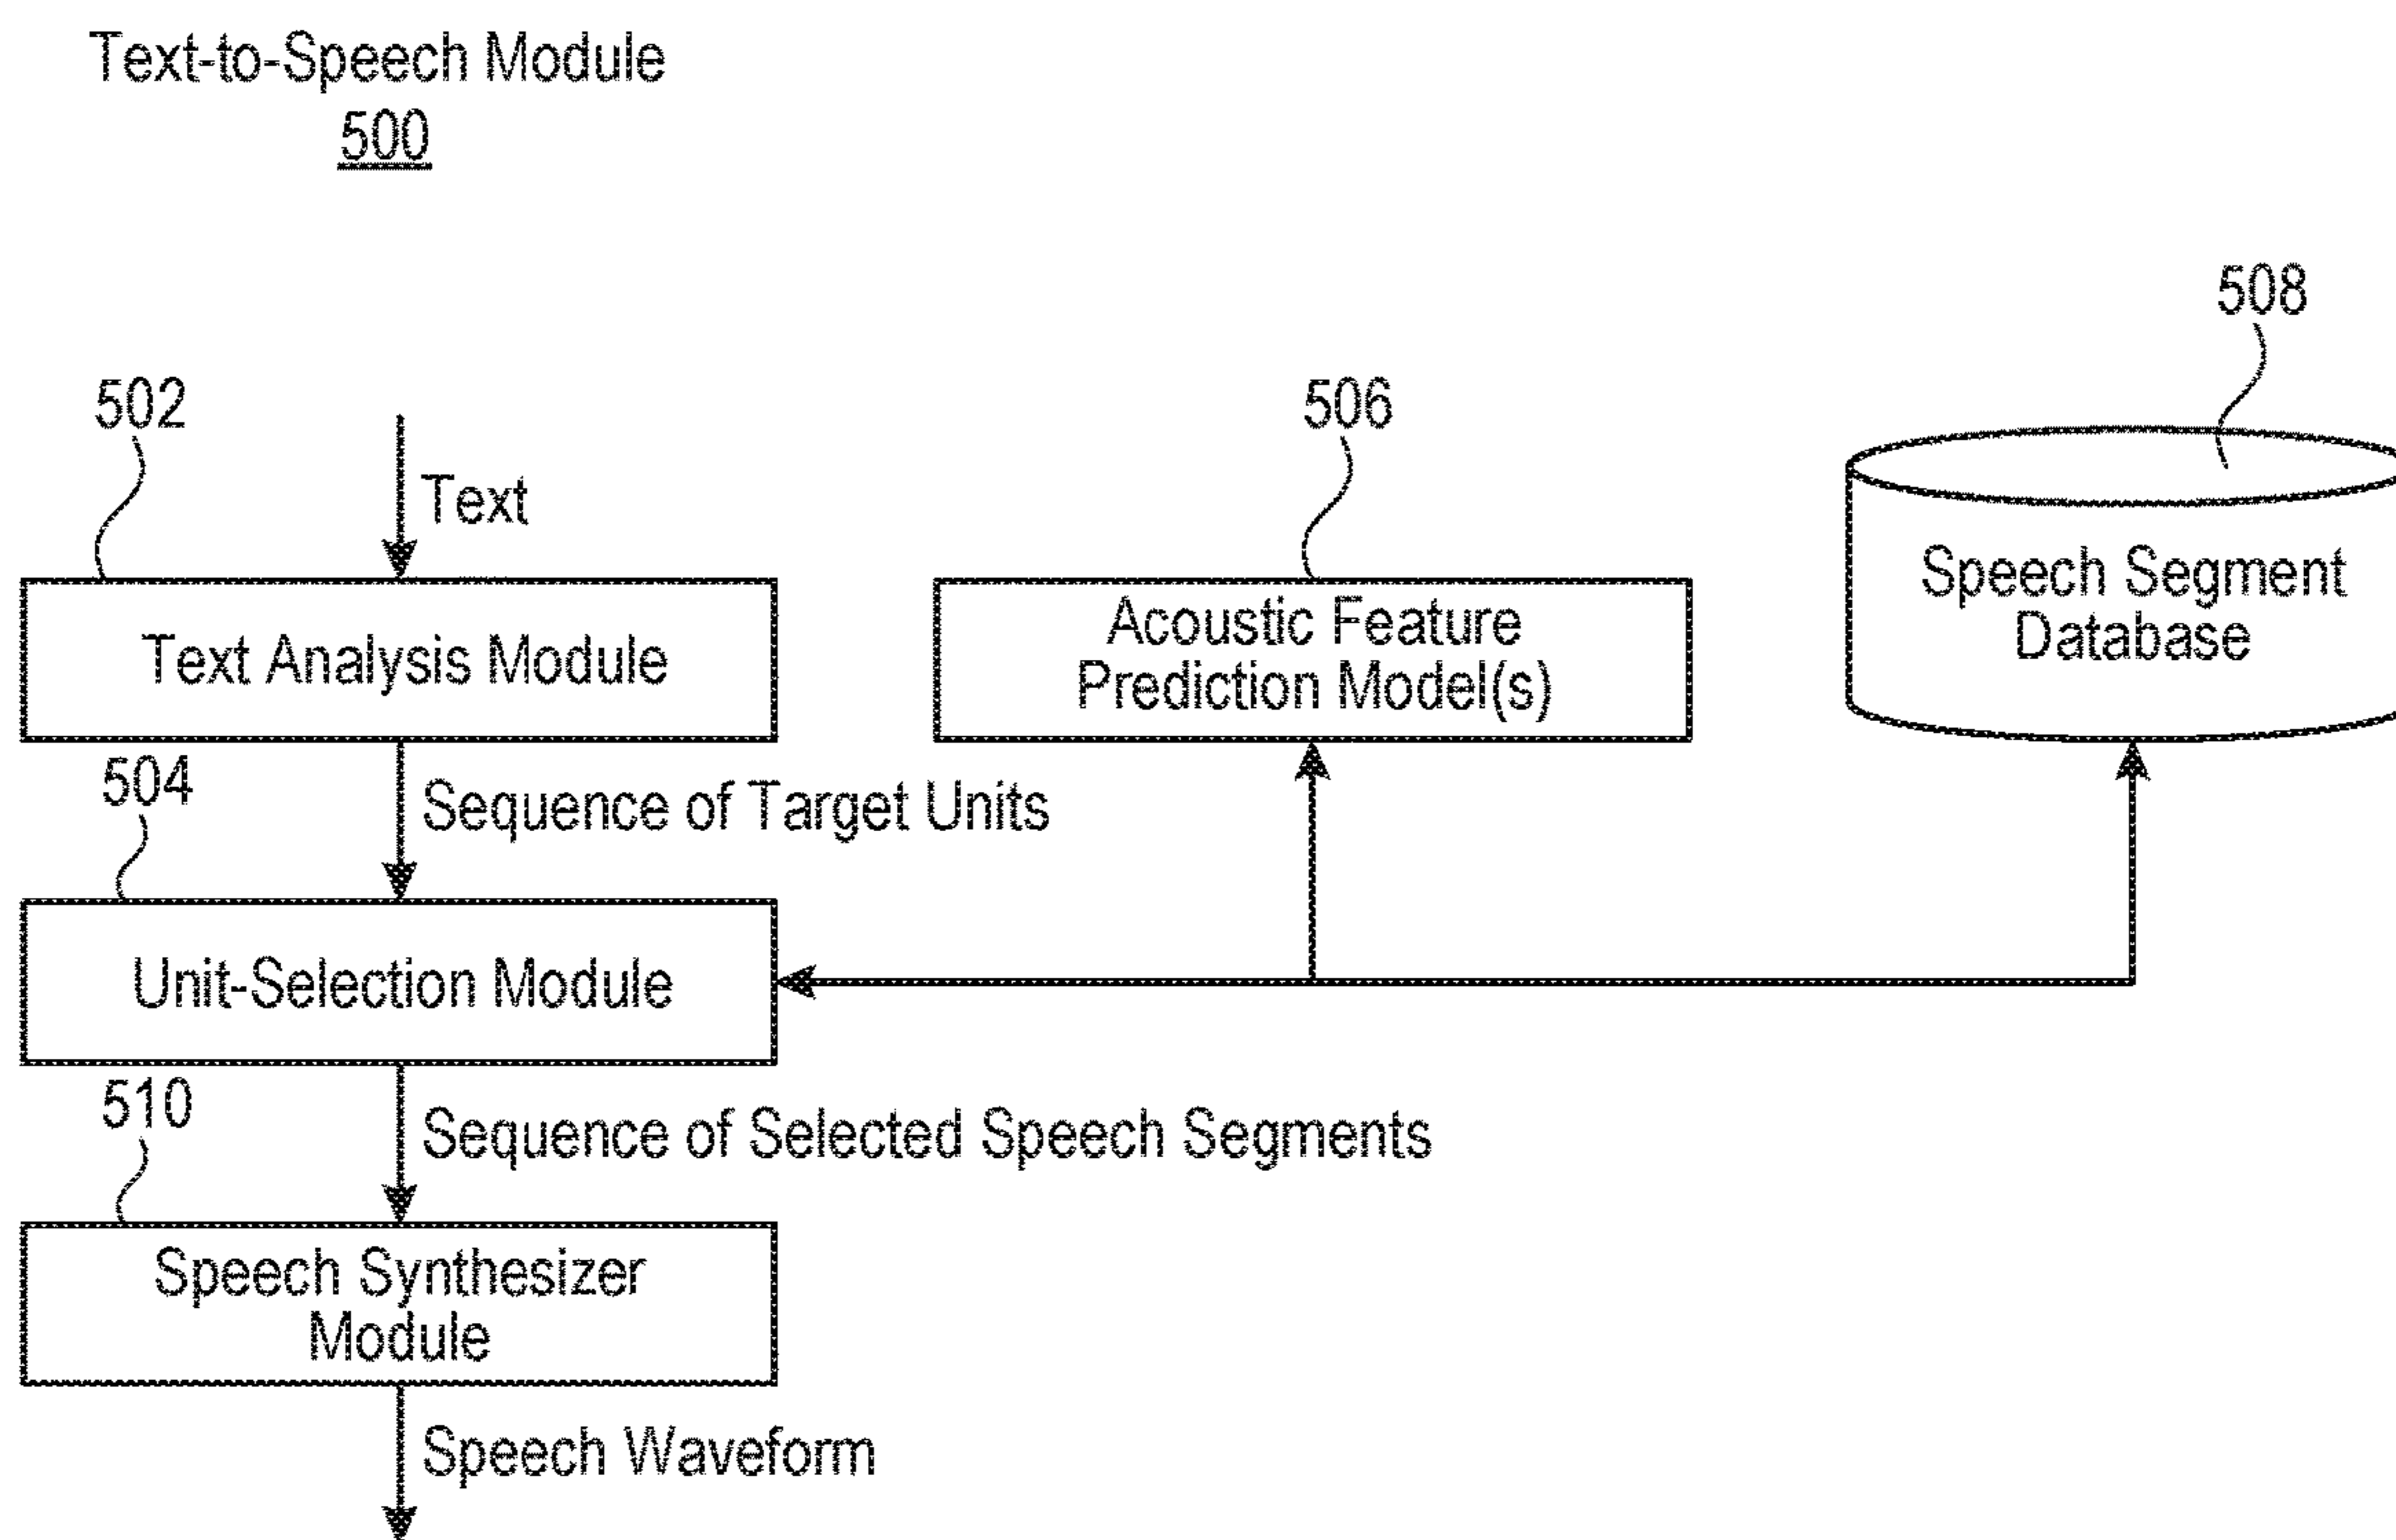 Text-to-Speech Module
500
508
502
506
Text
Speech Segment
Database
Text Analysis Module
Acoustic Feature
Prediction Model(s)
504
Sequence of Target Units
Unit-Selection Module
510
Sequence of Selected Speech Segments
Speech Synthesizer
Module
Speech Waveform